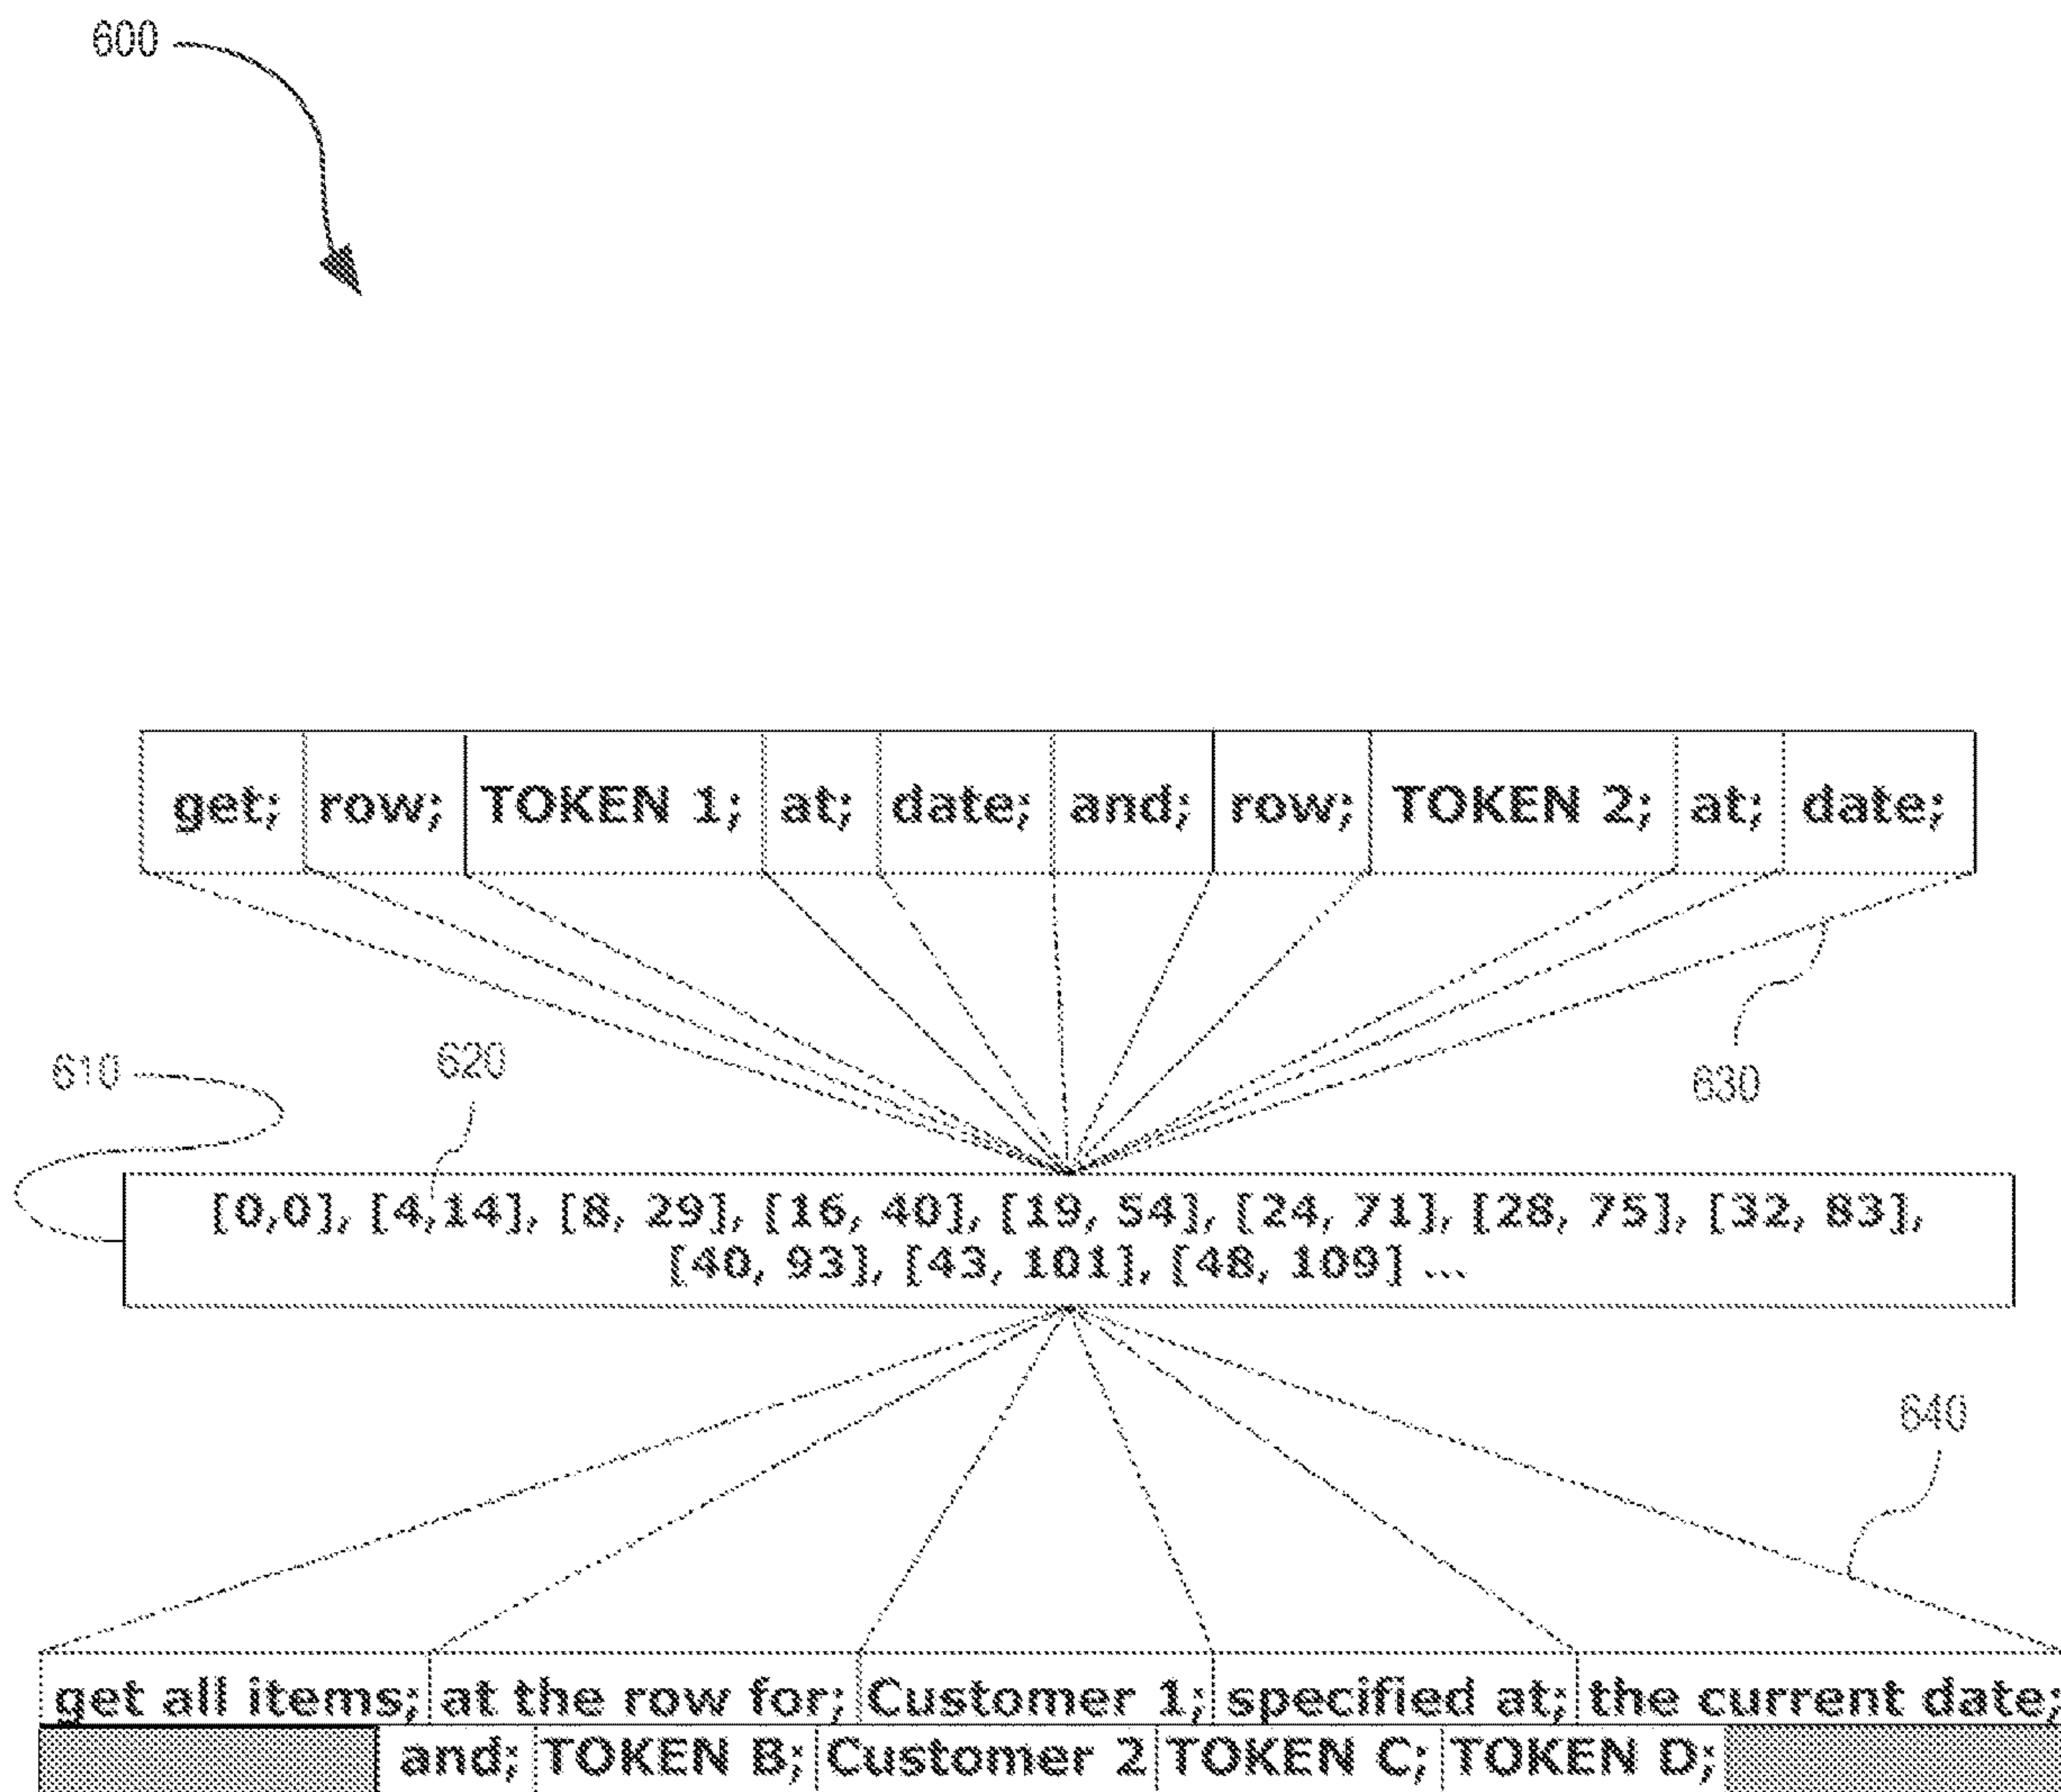 600
get; row; TOKEN 1; at; date; and; row; TOKEN 2; at; date;
610
620
630
[0,0], [4,14], [8, 29], [16, 40], [19, 54], [24, 71], [28, 75], [32, 83],
[40, 93], [43, 101], [48, 109] ...
640
get all items; at the row for; Customer 1; specified at; the current date;
and; TOKEN B; Customer 2 TOKEN C; TOKEN D;